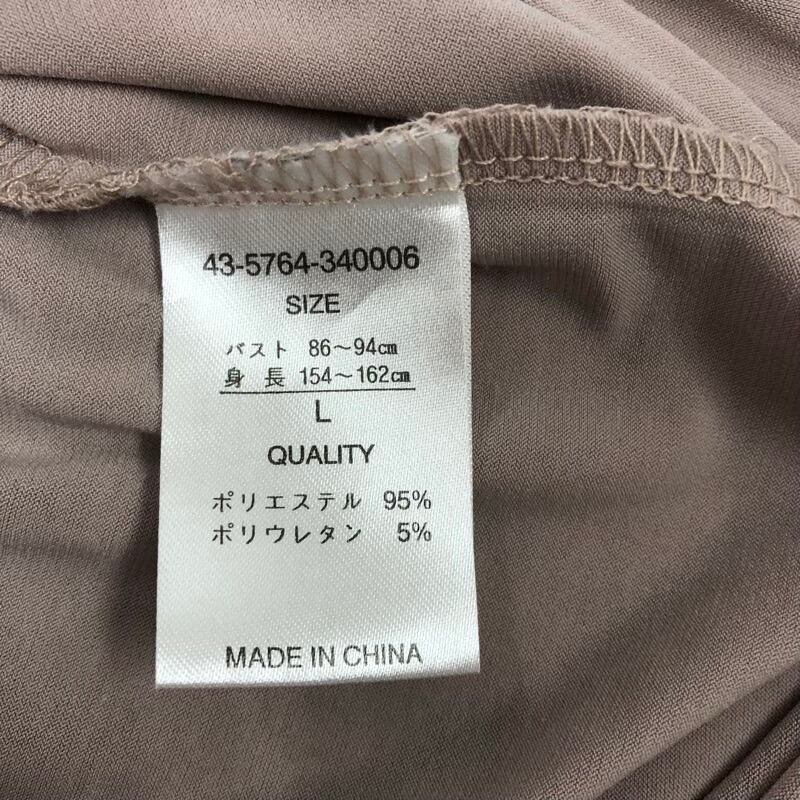 43-5764-340006
SIZE
バスト 86〜94㎝
身 長 154〜162㎝
L
QUALITY
ポリエステル 95%
ポリウレタン 5%
MADE IN CHINA